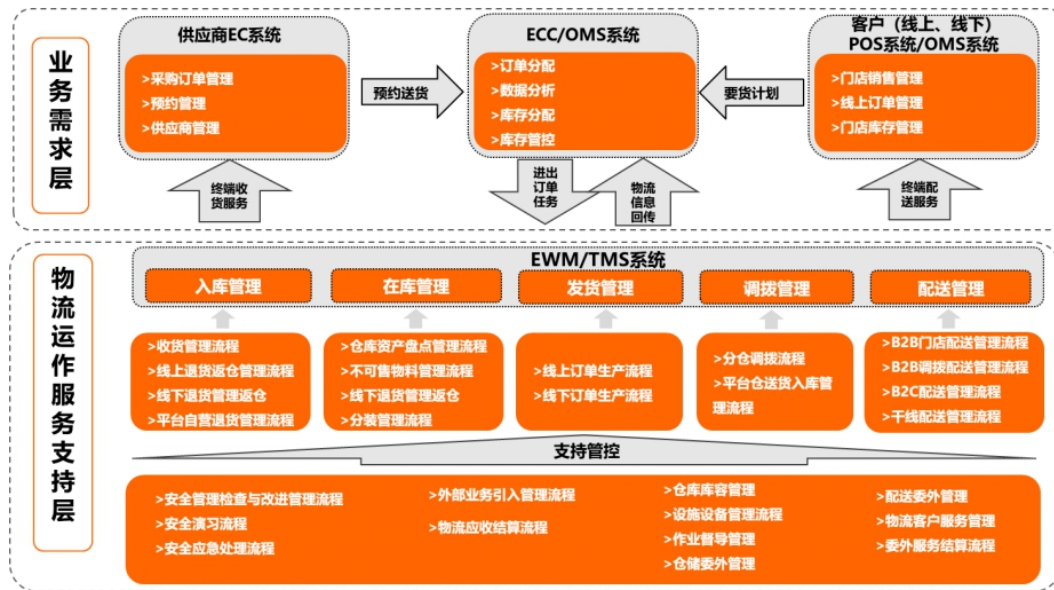 业务需求层
供应商EC系统
>采购订单管理
>预约管理
>供应商管理
预约送货
ECC/OMS系统
>订单分配
>数据分析
>库存分配
>库存管控
要货计划
客户（线上、线下）
POS系统/OMS系统
>门店销售管理
>线上订单管理
>门店库存管理
终端收
货服务
进出
订单
任务
物流
信息
回传
终端配
送服务
物流运作服务支持层
EWM/TMS系统
入库管理
在库管理
发货管理
调拨管理
配送管理
>收货管理流程
>线上退货返仓管理流程
>线下退货管理返仓
>平台自营退货管理流程
>仓库资产盘点管理流程
>不可售物料管理流程
>线下退货管理返仓
>分装管理流程
>线上订单生产流程
>线下订单生产流程
>分仓调拨流程
>平台仓送货入库管
理流程
>B2B门店配送管理流程
>B2B调拨配送管理流程
>B2C配送管理流程
>干线配送管理流程
支持管控
>安全管理检查与改进管理流程
>安全演习流程
>安全应急处理流程
>外部业务引入管理流程
>物流应收结算流程
>仓库库容管理
>设施设备管理流程
>作业督导管理
>仓储委外管理
>配送委外管理
>物流客户服务管理
>委外服务结算流程